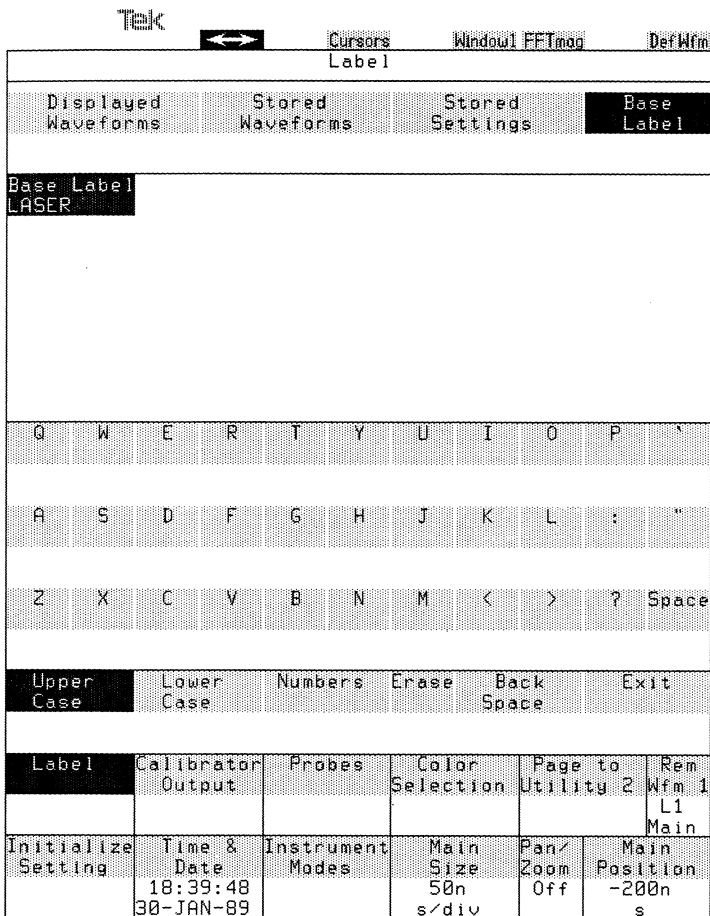 Tek
Cursors Window1 FFTmag DefWfm
Label
Displayed Waveforms Stored Waveforms Stored Settings Base Label
Base Label
LASER
Q W E R T Y U I O P `
A S D F G H J K L : "
Z X C V B N M < > ? Space
Upper Case Lower Case Numbers Erase Back Space Exit
Label Calibrator Output Probes Color Selection Page to Utility 2 Rem Wfm 1 L1 Main
Initialize Setting Time & Date 18:39:48 30-JAN-89 Instrument Modes Main Size 50n s/div Pan/ Zoom Off Main Position -200n s